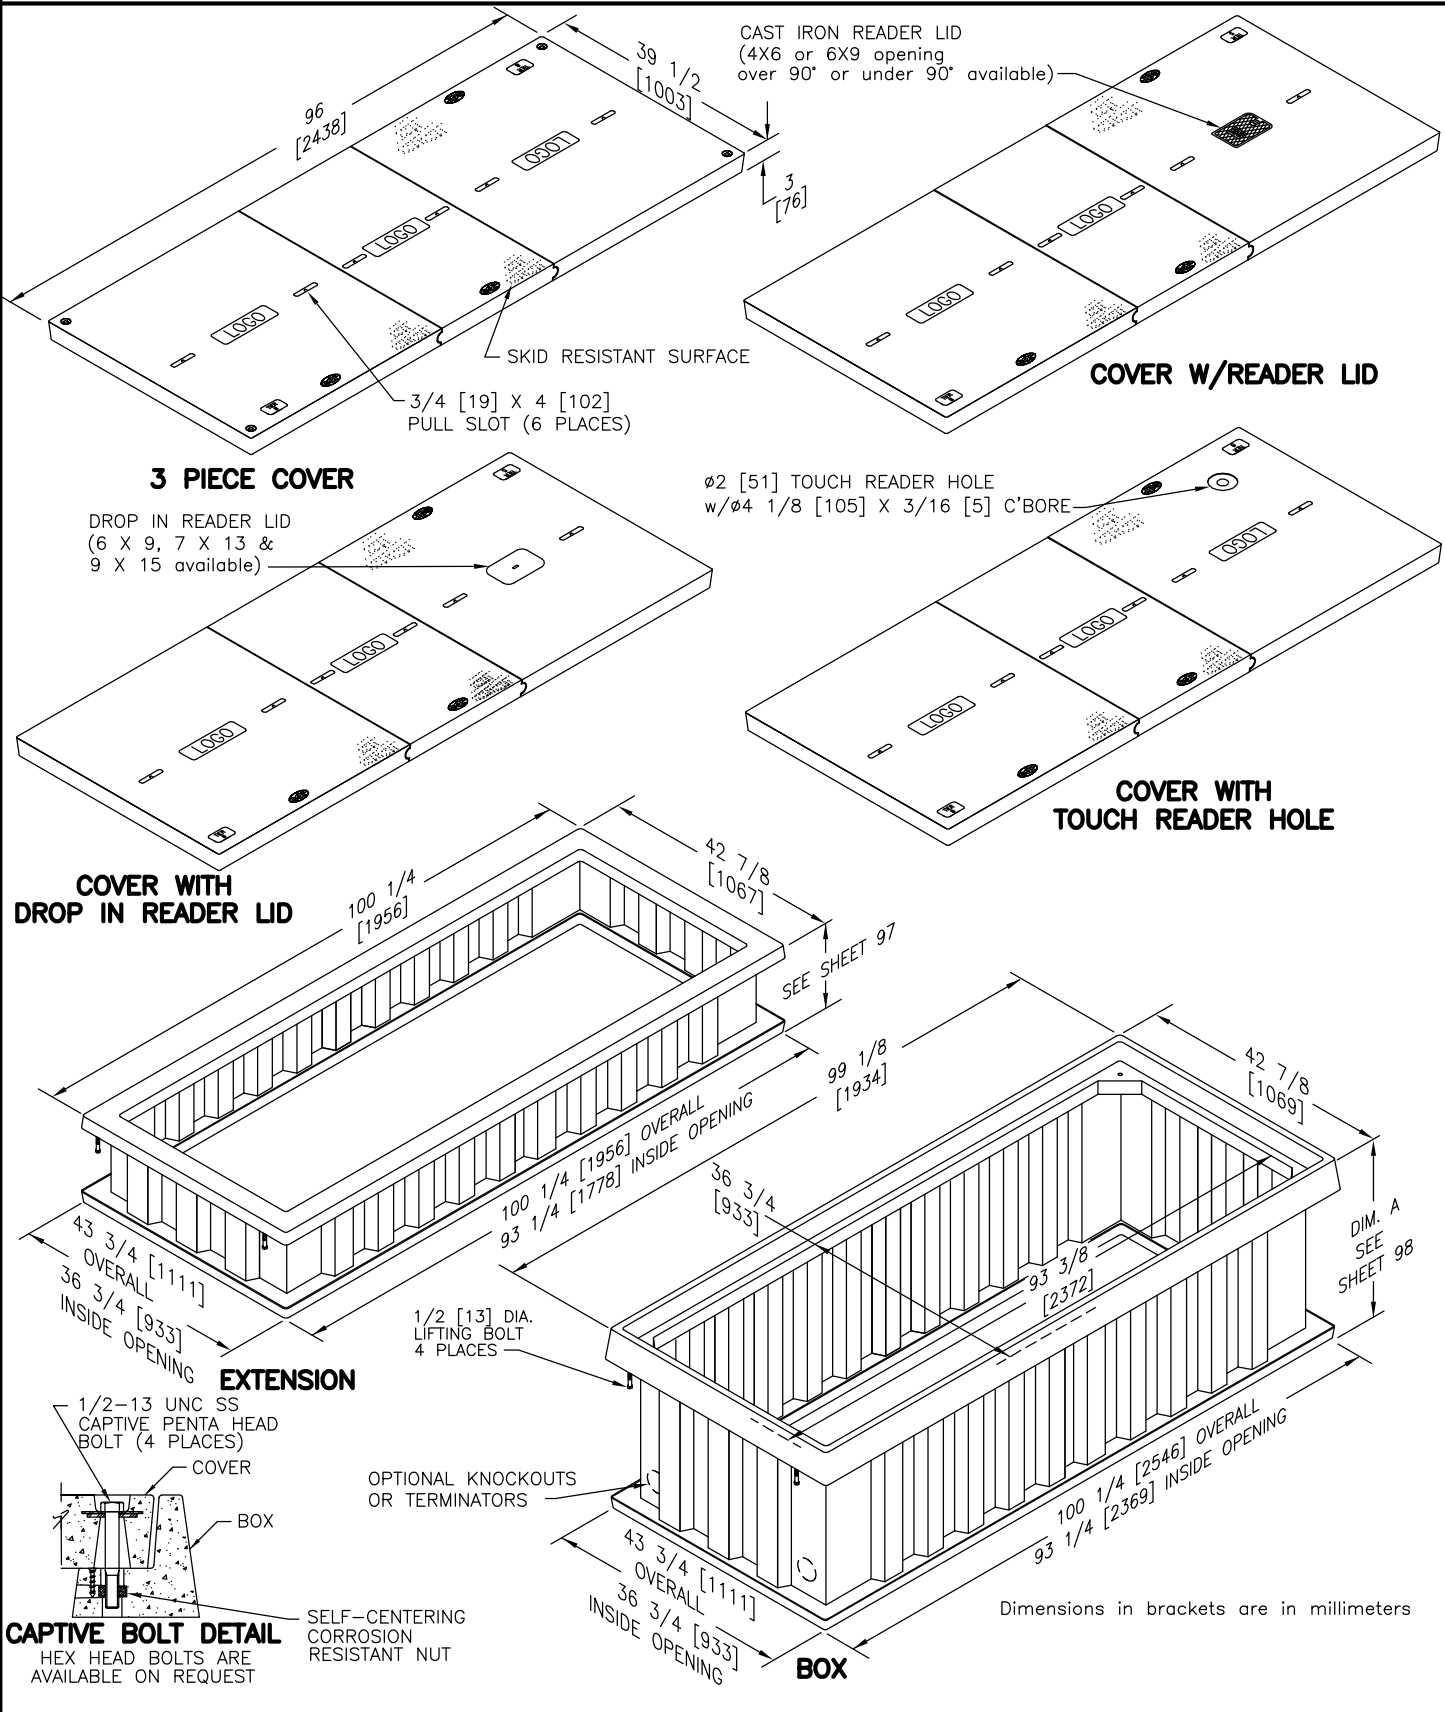 96
[2438]
39 1/2
[1003]
3
[76]
LOGO
LOGO
LOGO
SKID RESISTANT SURFACE
3/4 [19] X 4 [102]
PULL SLOT (6 PLACES)
3 PIECE COVER
CAST IRON READER LID
(4X6 or 6X9 opening
over 90° or under 90° available)
LOGO
LOGO
COVER W/READER LID
DROP IN READER LID
(6 X 9, 7 X 13 &
9 X 15 available)
LOGO
LOGO
COVER WITH
DROP IN READER LID
ø2 [51] TOUCH READER HOLE
w/ø4 1/8 [105] X 3/16 [5] C'BORE
LOGO
LOGO
LOGO
COVER WITH
TOUCH READER HOLE
100 1/4
[1956]
42 7/8
[1067]
SEE SHEET 97
100 1/4 [1956] OVERALL
93 1/4 [1778] INSIDE OPENING
43 3/4 [1111]
OVERALL
36 3/4 [933]
INSIDE OPENING
EXTENSION
99 1/8
[1934]
42 7/8
[1069]
36 3/4
[933]
93 3/8
[2372]
DIM. A
SEE
SHEET 98
1/2 [13] DIA.
LIFTING BOLT
4 PLACES
OPTIONAL KNOCKOUTS
OR TERMINATORS
100 1/4 [2546] OVERALL
93 1/4 [2369] INSIDE OPENING
43 3/4 [1111]
OVERALL
36 3/4 [933]
INSIDE OPENING
BOX
1/2-13 UNC SS
CAPTIVE PENTA HEAD
BOLT (4 PLACES)
COVER
BOX
SELF-CENTERING
CORROSION
RESISTANT NUT
CAPTIVE BOLT DETAIL
HEX HEAD BOLTS ARE
AVAILABLE ON REQUEST
Dimensions in brackets are in millimeters